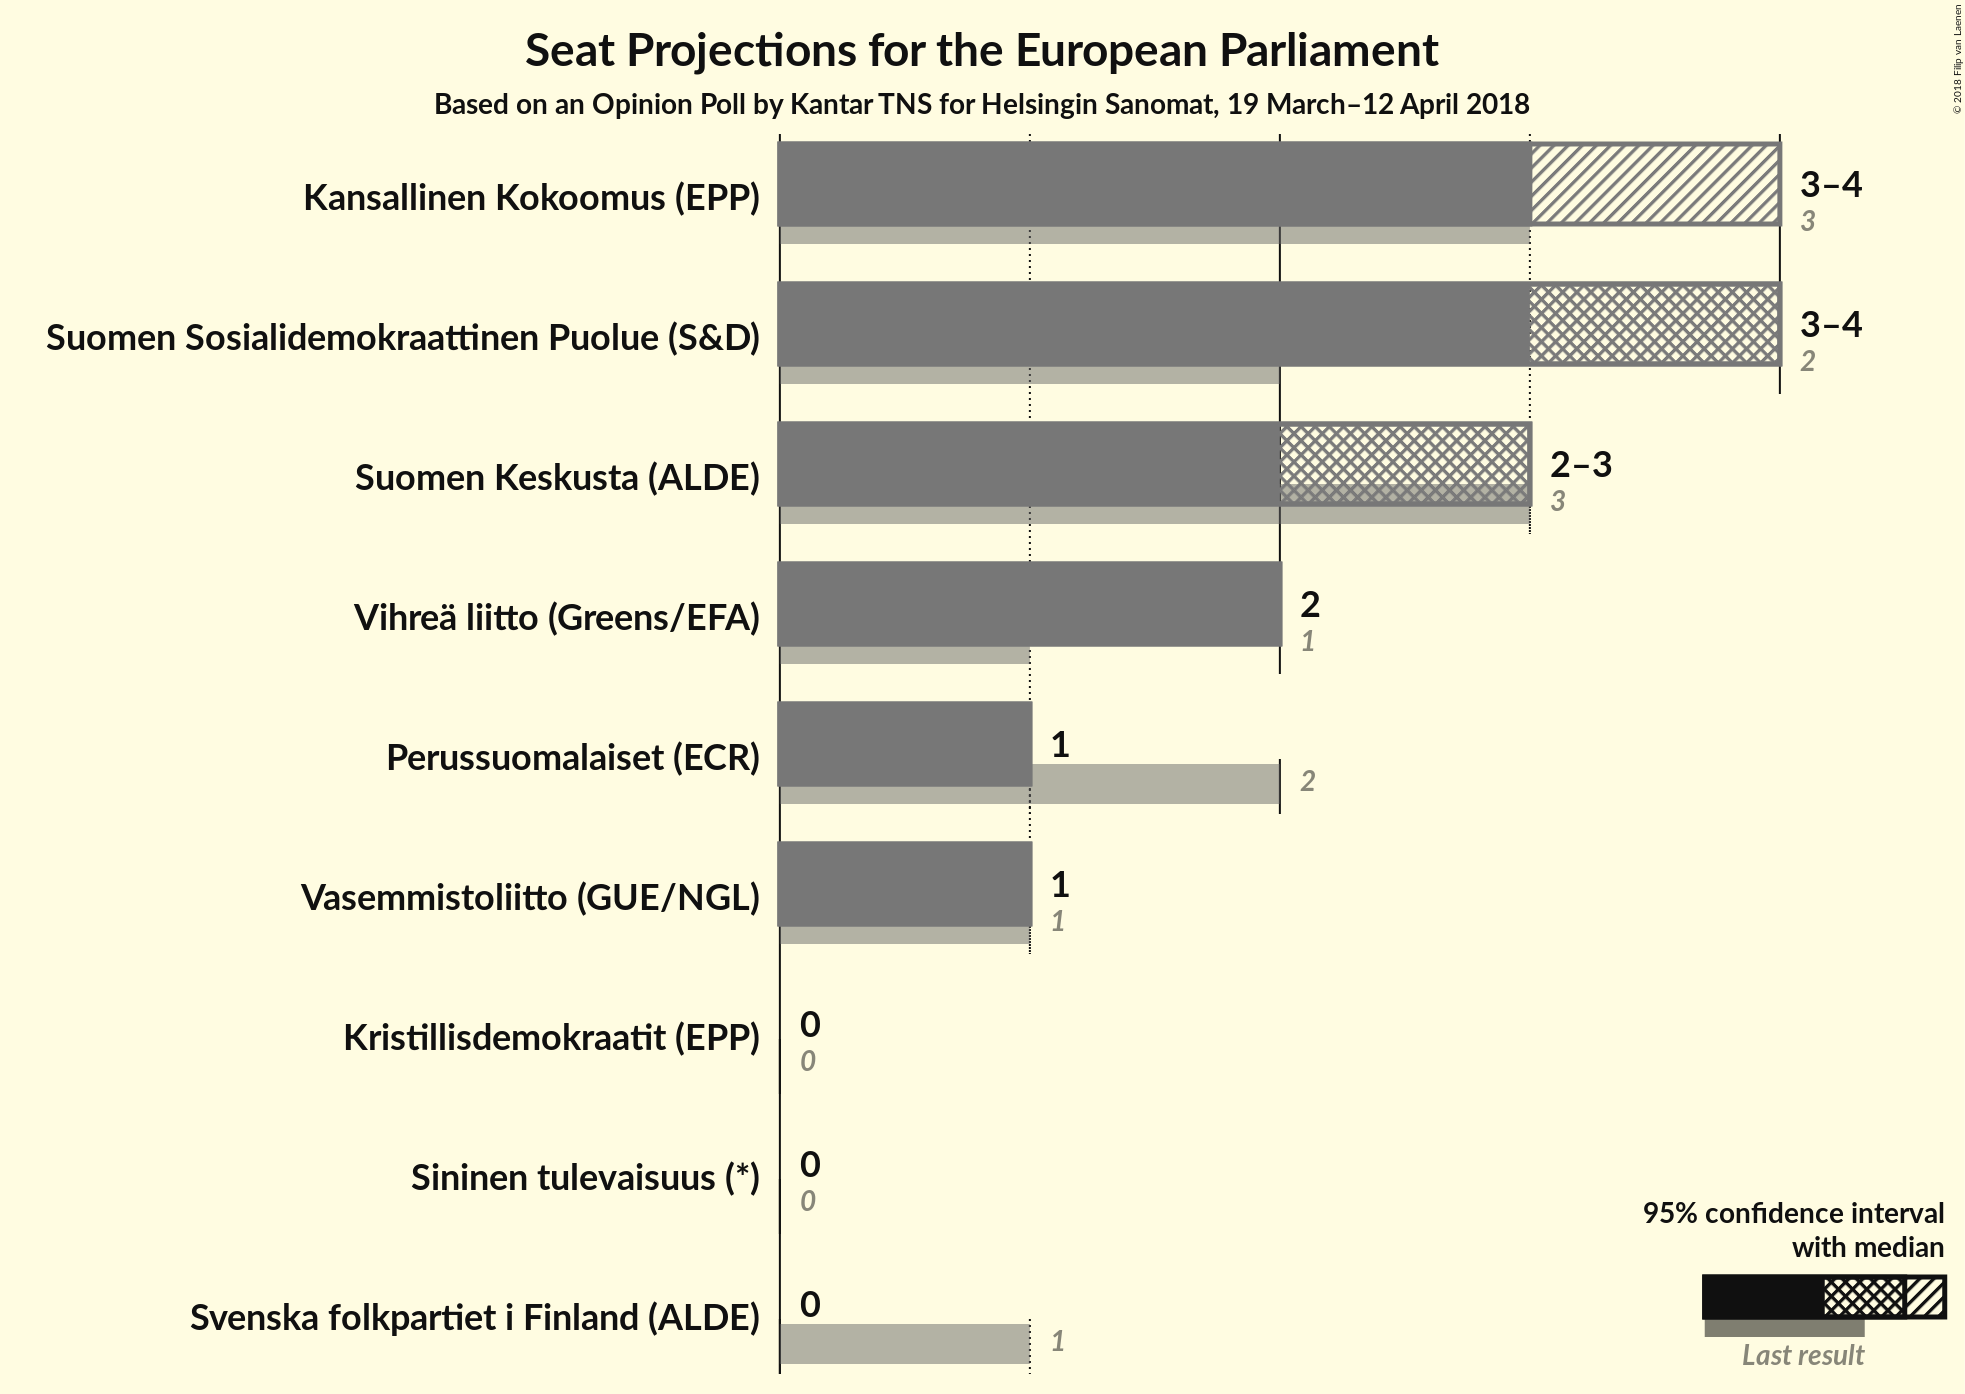 Seat Projections for the European Parliament
Based on an Opinion Poll by Kantar TNS for Helsingin Sanomat, 19 March–12 April 2018
© 2018 Filip van Laenen
Kansallinen Kokoomus (EPP)
3–4
3
Suomen Sosialidemokraattinen Puolue (S&D)
3–4
2
Suomen Keskusta (ALDE)
2–3
3
Vihreä liitto (Greens/EFA)
2
1
Perussuomalaiset (ECR)
1
2
Vasemmistoliitto (GUE/NGL)
1
1
Kristillisdemokraatit (EPP)
0
0
Sininen tulevaisuus (*)
0
0
Svenska folkpartiet i Finland (ALDE)
0
1
95% confidence interval
with median
Last result